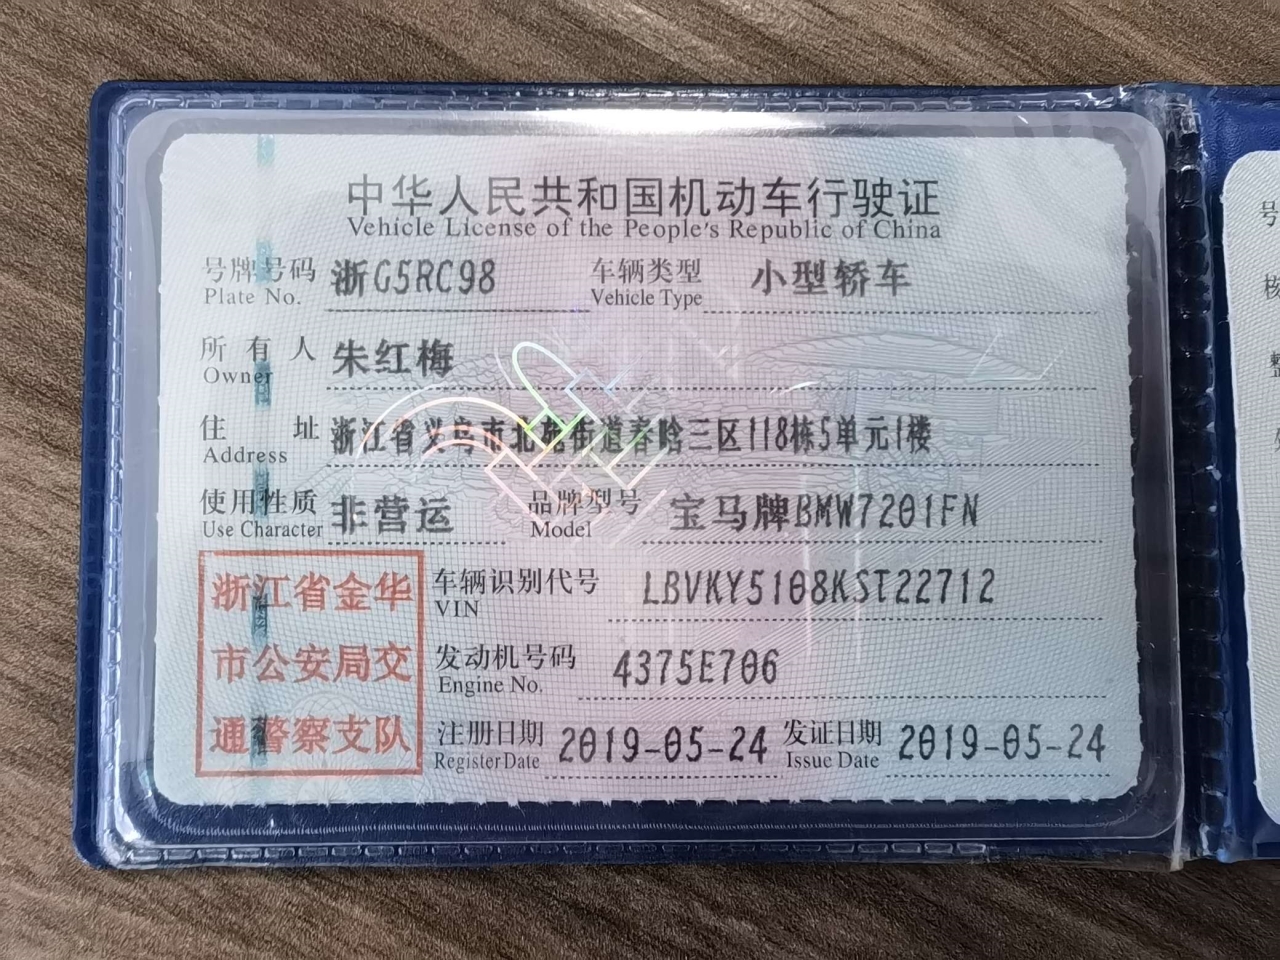 中华人民共和国机动车行驶证
Vehicle License of the People's Republic of China
号牌号码 浙G5RC98 车辆类型 小型轿车
Plate No. Vehicle Type
所有人 朱红梅
Owner
住址 浙江省义乌市北苑街道春晗三区118栋5单元1楼
Address
使用性质 非营运 品牌型号 宝马牌BMW7201FN
Use Character Model
浙江省金华
市公安局交
通警察支队
车辆识别代号 LBVKY5108KST22712
VIN
发动机号码 4375E706
Engine No.
注册日期 2019-05-24 发证日期 2019-05-24
Register Date Issue Date
号
核
整